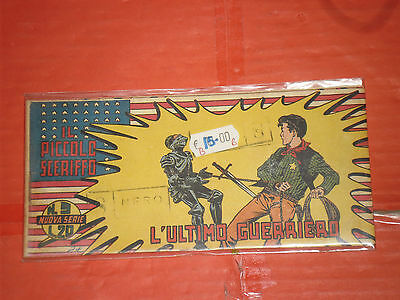 IL
PICCOLO
SCERIFFO
€ 15.00
NUOVA SERIE
L.20
L'ULTIMO GUERRIERO